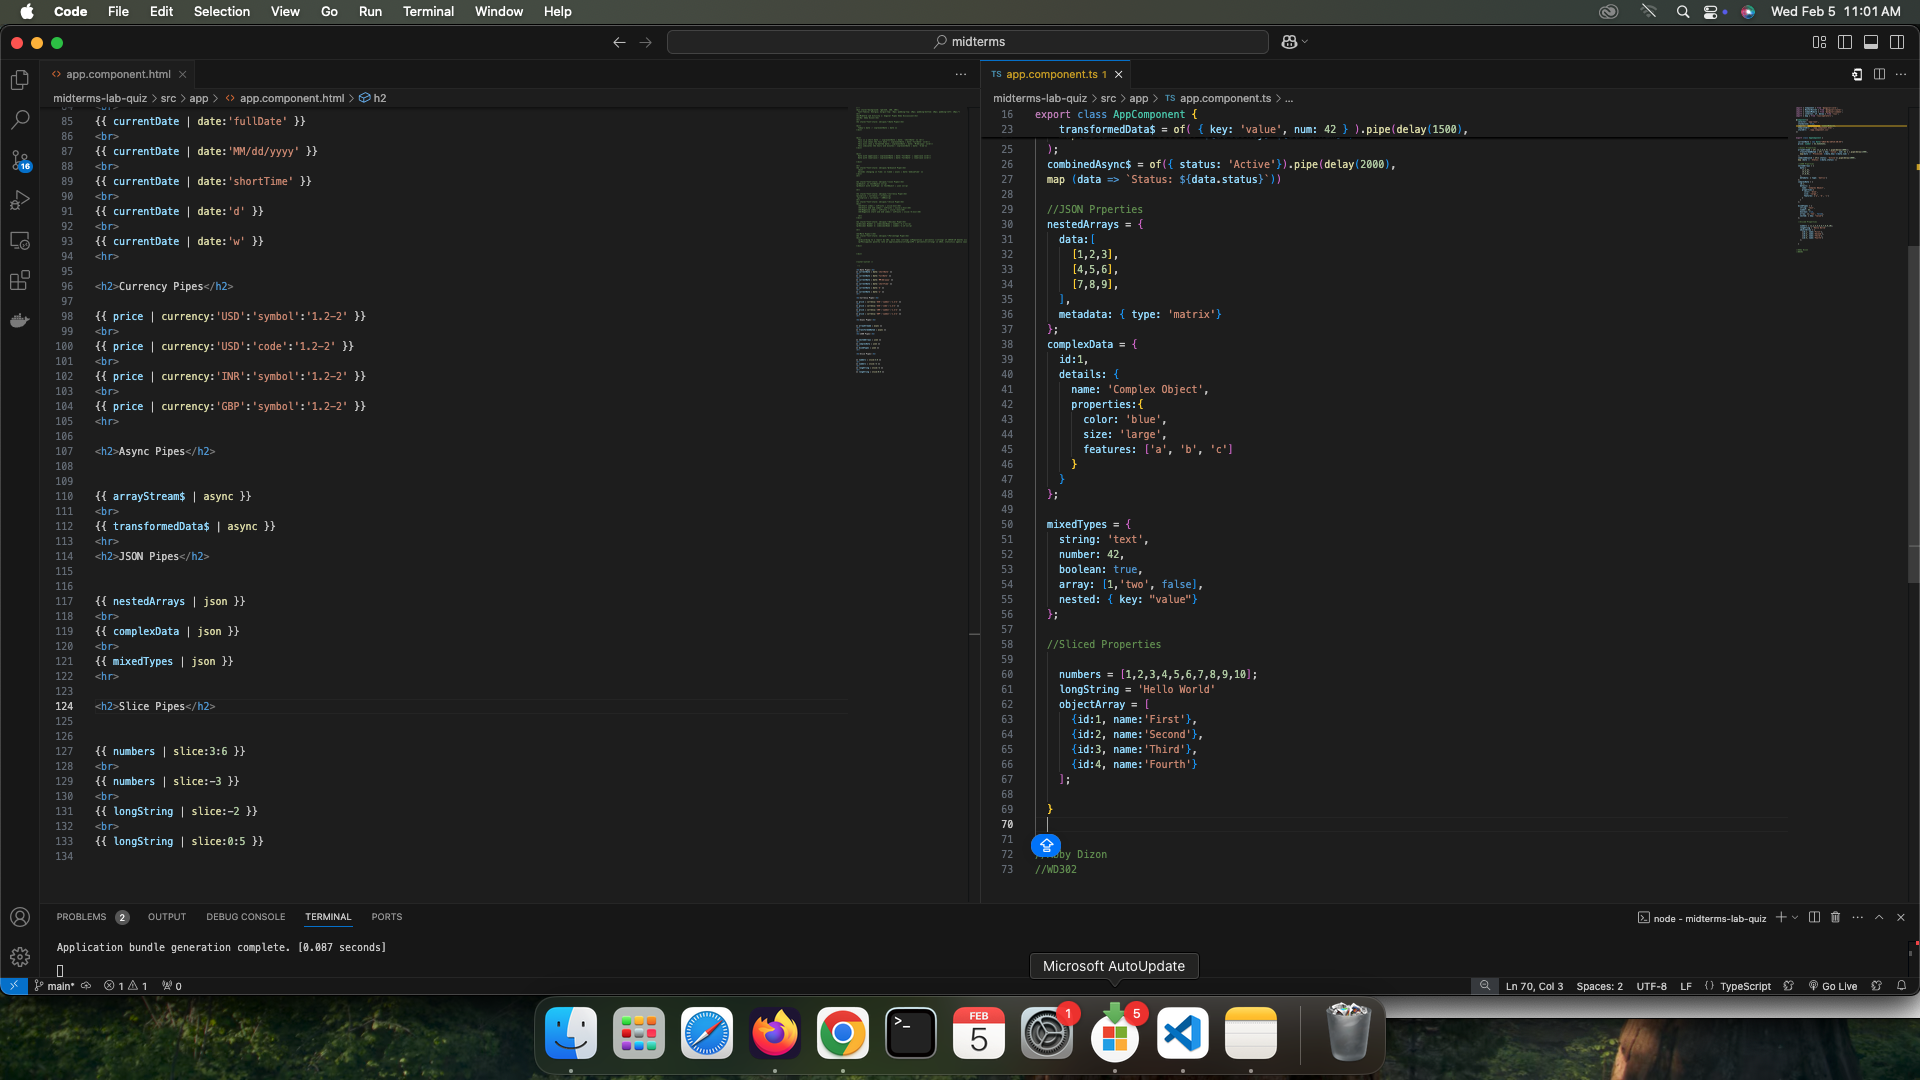 Code File Edit Selection View Go Run Terminal Window Help
Wed Feb 5 11:01 AM
midterms
app.component.html
midterms-lab-quiz > src > app > app.component.html > h2
85 {{ currentDate | date:'fullDate' }}
86 <br>
87 {{ currentDate | date:'MM/dd/yyyy' }}
88 <br>
89 {{ currentDate | date:'shortTime' }}
90 <br>
91 {{ currentDate | date:'d' }}
92 <br>
93 {{ currentDate | date:'w' }}
94 <hr>
95
96 <h2>Currency Pipes</h2>
97
98 {{ price | currency:'USD':'symbol':'1.2-2' }}
99 <br>
100 {{ price | currency:'USD':'code':'1.2-2' }}
101 <br>
102 {{ price | currency:'INR':'symbol':'1.2-2' }}
103 <br>
104 {{ price | currency:'GBP':'symbol':'1.2-2' }}
105 <hr>
106
107 <h2>Async Pipes</h2>
108
109
110 {{ arrayStream$ | async }}
111 <br>
112 {{ transformedData$ | async }}
113 <hr>
114 <h2>JSON Pipes</h2>
115
116
117 {{ nestedArrays | json }}
118 <br>
119 {{ complexData | json }}
120 <br>
121 {{ mixedTypes | json }}
122 <hr>
123
124 <h2>Slice Pipes</h2>
125
126
127 {{ numbers | slice:3:6 }}
128 <br>
129 {{ numbers | slice:-3 }}
130 <br>
131 {{ longString | slice:-2 }}
132 <br>
133 {{ longString | slice:0:5 }}
134
TS app.component.ts 1
midterms-lab-quiz > src > app > TS app.component.ts > ...
16 export class AppComponent {
23 transformedData$ = of( { key: 'value', num: 42 } ).pipe(delay(1500),
25 );
26 combinedAsync$ = of({ status: 'Active'}).pipe(delay(2000),
27 map (data => `Status: ${data.status}`))
28
29 //JSON Prperties
30 nestedArrays = {
31 data:[
32 [1,2,3],
33 [4,5,6],
34 [7,8,9],
35 ],
36 metadata: { type: 'matrix'}
37 };
38 complexData = {
39 id:1,
40 details: {
41 name: 'Complex Object',
42 properties:{
43 color: 'blue',
44 size: 'large',
45 features: ['a', 'b', 'c']
46 }
47 }
48 };
49
50 mixedTypes = {
51 string: 'text',
52 number: 42,
53 boolean: true,
54 array: [1,'two', false],
55 nested: { key: "value"}
56 };
57
58 //Sliced Properties
59
60 numbers = [1,2,3,4,5,6,7,8,9,10];
61 longString = 'Hello World'
62 objectArray = [
63 {id:1, name:'First'},
64 {id:2, name:'Second'},
65 {id:3, name:'Third'},
66 {id:4, name:'Fourth'}
67 ];
68
69 }
70
71
72 Dizon
73 //WD302
16
PROBLEMS 2 OUTPUT DEBUG CONSOLE TERMINAL PORTS
node - midterms-lab-quiz
Application bundle generation complete. [0.087 seconds]
Microsoft AutoUpdate
main* 1 1 0
Ln 70, Col 3 Spaces: 2 UTF-8 LF {} TypeScript Go Live
FEB
5
1
5
>_